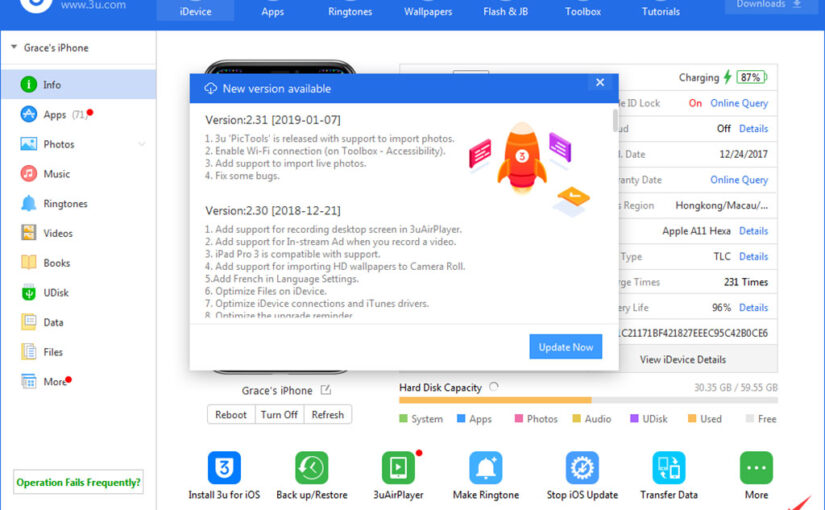 www.3u.com
iDevice
Apps
Ringtones
Wallpapers
Flash & JB
Toolbox
Tutorials
Downloads
Grace's iPhone
Info
Apps (71)
Photos
Music
Ringtones
Videos
Books
UDisk
Data
Files
More
Operation Fails Frequently?
New version available
Version:2.31 [2019-01-07]
1. 3u 'PicTools' is released with support to import photos.
2. Enable Wi-Fi connection (on Toolbox - Accessibility).
3. Add support to import live photos.
4. Fix some bugs.
3
Version:2.30 [2018-12-21]
1. Add support for recording desktop screen in 3uAirPlayer.
2. Add support for In-stream Ad when you record a video.
3. iPad Pro 3 is compatible with support.
4. Add support for importing HD wallpapers to Camera Roll.
5.Add French in Language Settings.
6. Optimize Files on iDevice.
7. Optimize iDevice connections and iTunes drivers.
8. Optimize the upgrade reminder.
Update Now
Charging 87%
ID Lock On Online Query
Off Details
Date 12/24/2017
Date Online Query
Region Hongkong/Macau/...
Apple A11 Hexa Details
Type TLC Details
Times 231 Times
Life 96% Details
LC21171BF421827EEEC95C42B0CE6
View iDevice Details
Grace's iPhone
Reboot
Turn Off
Refresh
Hard Disk Capacity 30.35 GB / 59.55 GB
System Apps Photos Audio UDisk Used Free
Install 3u for iOS
Back up/Restore
3uAirPlayer
Make Ringtone
Stop iOS Update
Transfer Data
More